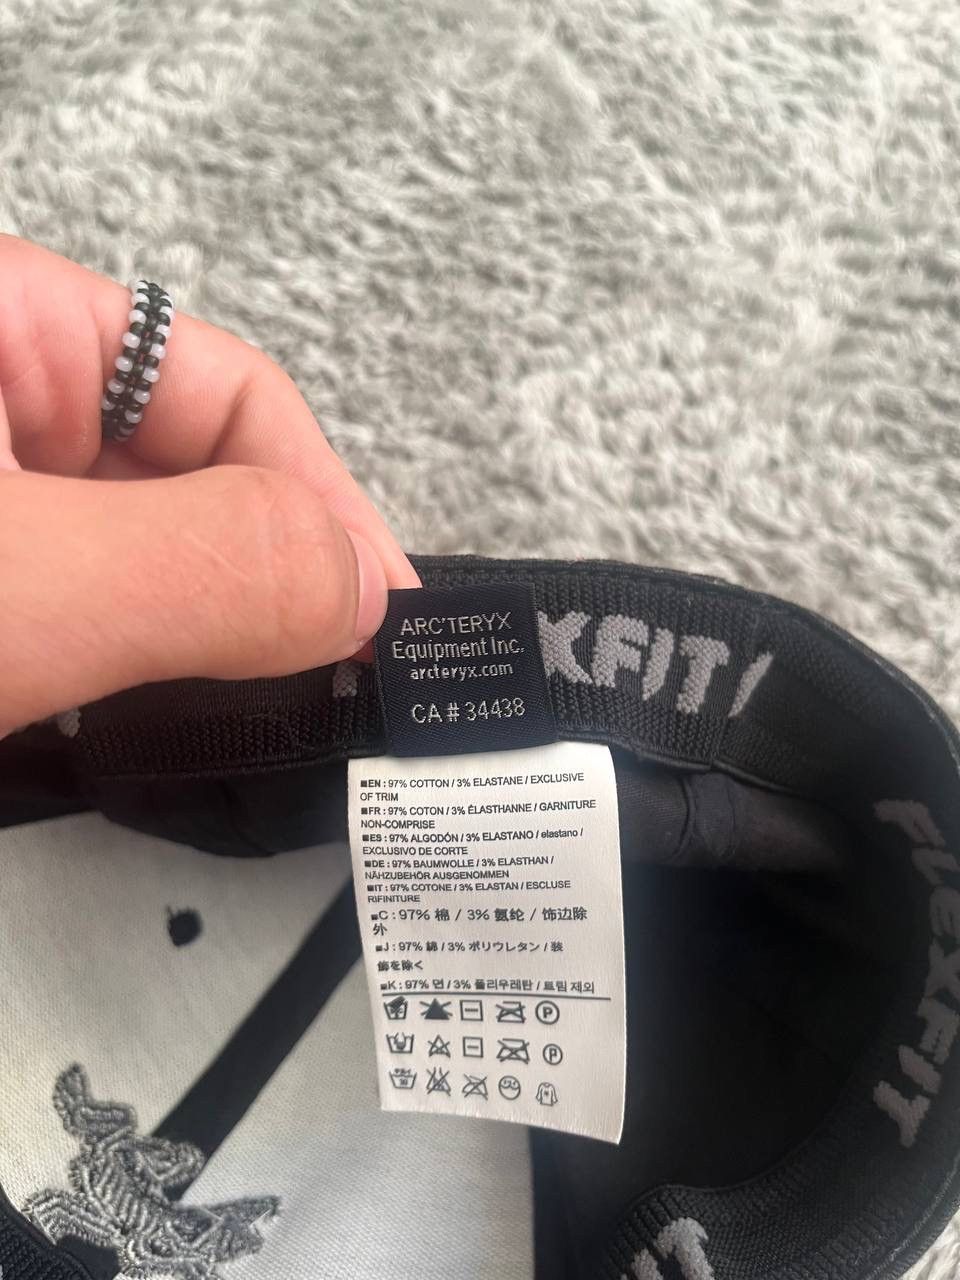 ARC'TERYX
Equipment Inc.
arcteryx.com
CA # 34438
XFIT
■EN : 97% COTTON / 3% ELASTANE / EXCLUSIVE
OF TRIM
■FR : 97% COTON / 3% ÉLASTHANNE / GARNITURE
NON-COMPRISE
■ES : 97% ALGODÓN / 3% ELASTANO / elastano /
EXCLUSIVO DE CORTE
■DE : 97% BAUMWOLLE / 3% ELASTHAN /
NÄHZUBEHÖR AUSGENOMMEN
■IT : 97% COTONE / 3% ELASTAN / ESCLUSE
RIFINITURE
■C : 97% 棉 / 3% 氨纶 / 饰边除
外
■J : 97% 綿 / 3% ポリウレタン / 装
飾を除く
■K : 97% 면 / 3% 폴리우레탄 / 트림 제외
P
P
FLEXFIT
IT